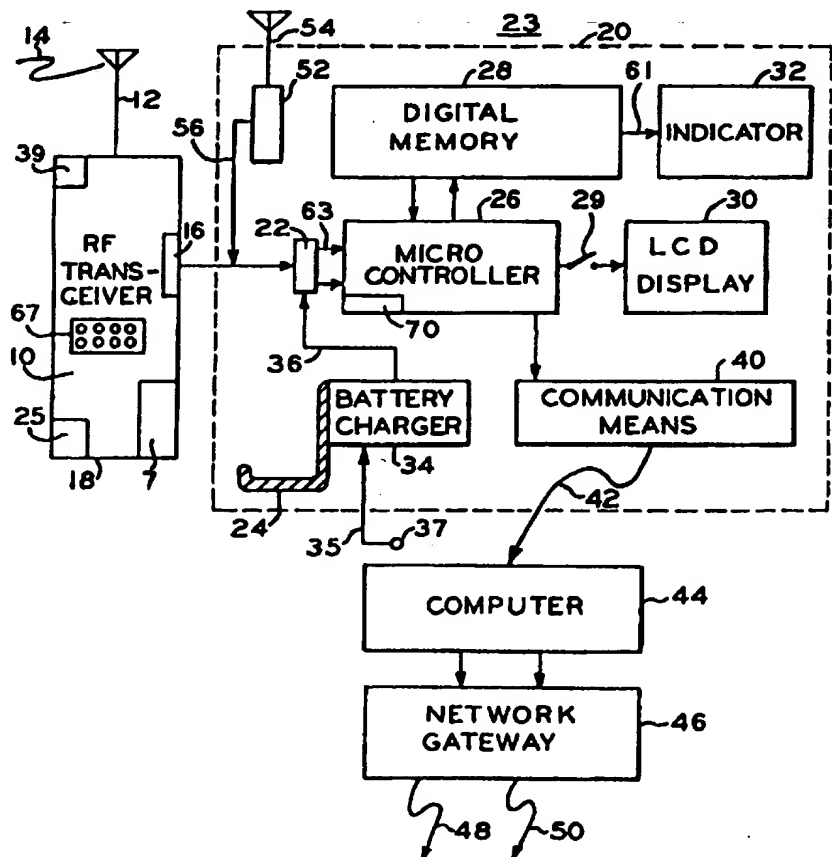 14
54
23
20
12
52
28
61
32
DIGITAL
MEMORY
INDICATOR
56
39
16
22
63
26
29
30
RF
TRANS-
CEIVER
MICRO
CONTROLLER
LCD
DISPLAY
67
10
70
36
40
25
BATTERY
CHARGER
COMMUNICATION
MEANS
18
7
34
24
35
37
42
COMPUTER
44
NETWORK
GATEWAY
46
48
50